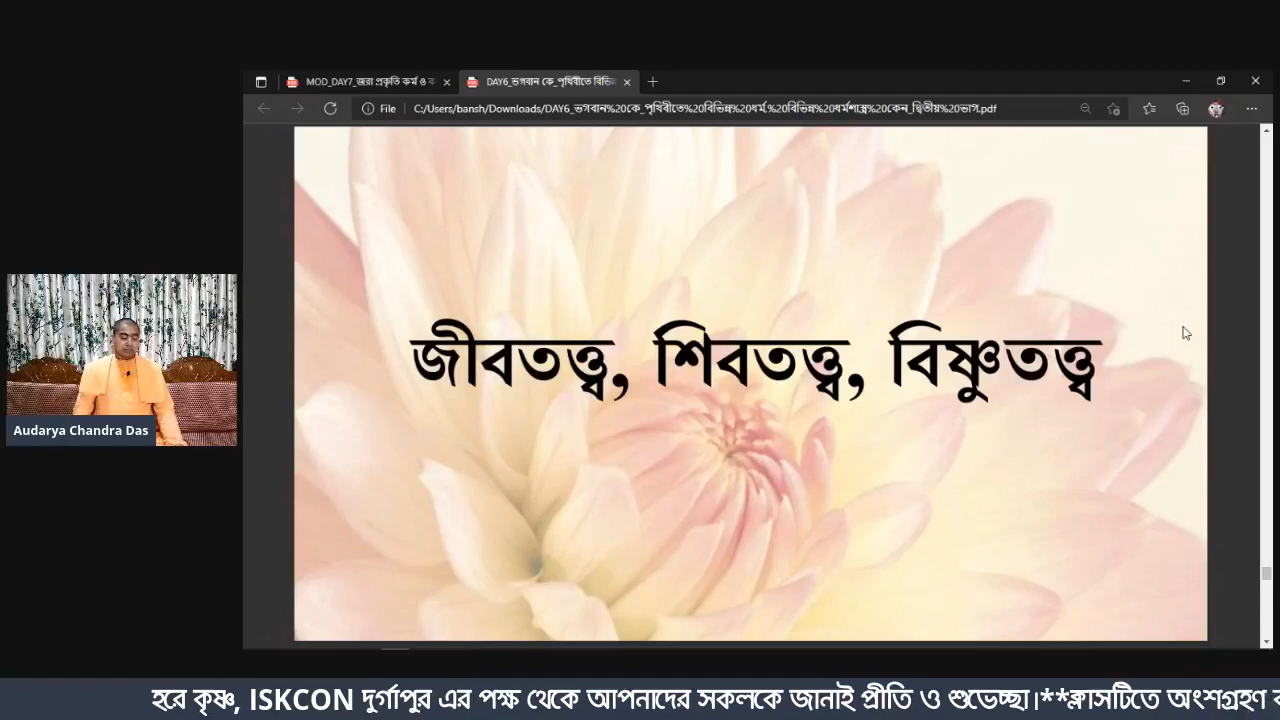 MOD_DAY7_জরা প্রকৃতি কর্ম ও ক
DAY6_ভগবান কে_পৃথিবীতে বিভি
File
C:/Users/bansh/Downloads/DAY6_ভগবান%20কে_পৃথিবীতে%20বিভিন্ন%20ধর্ম,%20বিভিন্ন%20ধর্মশাস্ত্র%20কেন_দ্বিতীয়%20ভাগ.pdf
জীবতত্ত্ব, শিবতত্ত্ব, বিষ্ণুতত্ত্ব
Audarya Chandra Das
হরে কৃষ্ণ, ISKCON দুর্গাপুর এর পক্ষ থেকে আপনাদের সকলকে জানাই প্রীতি ও শুভেচ্ছা।**ক্লাসটিতে অংশগ্রহণ